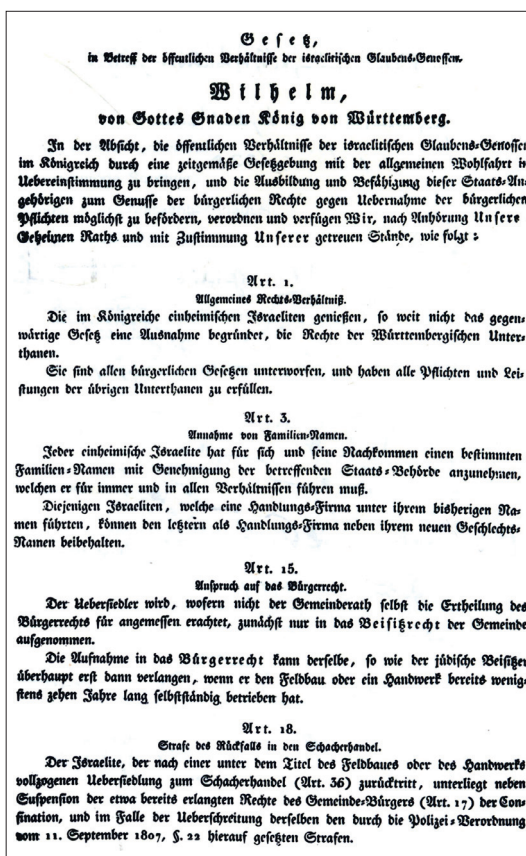 Gesetz,
in Betreff der öffentlichen Verhältnisse der israelitischen Glaubens-Genossen.
Wilhelm,
von Gottes Gnaden König von Württemberg.
In der Absicht, die öffentlichen Verhältnisse der israelitischen Glaubens-Genossen
im Königreich durch eine zeitgemäße Gesetzgebung mit der allgemeinen Wohlfahrt in
Uebereinstimmung zu bringen, und die Ausbildung und Befähigung dieser Staats-An-
gehörigen zum Genusse der bürgerlichen Rechte gegen Uebernahme der bürgerlichen
Pflichten möglichst zu befördern, verordnen und verfügen Wir, nach Anhörung Unsere
Geheimen Raths und mit Zustimmung Unserer getreuen Stände, wie folgt:
Art. 1.
Allgemeines Rechts-Verhältniß.
Die im Königreiche einheimischen Israeliten genießen, so weit nicht das gegen-
wärtige Gesetz eine Ausnahme begründet, die Rechte der Württembergischen Unter-
thanen.
Sie sind allen bürgerlichen Gesetzen unterworfen, und haben alle Pflichten und Lei-
stungen der übrigen Unterthanen zu erfüllen.
Art. 3.
Annahme von Familien-Namen.
Jeder einheimische Israelite hat für sich und seine Nachkommen einen bestimmten
Familien-Namen mit Genehmigung der betreffenden Staats-Behörde anzunehmen,
welchen er für immer und in allen Verhältnissen führen muß.
Diejenigen Israeliten, welche eine Handlungs-Firma unter ihrem bisherigen Na-
men führten, können den letztern als Handlungs-Firma neben ihrem neuen Geschlechts-
Namen beibehalten.
Art. 15.
Anspruch auf das Bürgerrecht.
Der Uebersiedler wird, wofern nicht der Gemeinderath selbst die Ertheilung des
Bürgerrechts für angemessen erachtet, zunächst nur in das Beisitzrecht der Gemeinde
aufgenommen.
Die Aufnahme in das Bürgerrecht kann derselbe, so wie der jüdische Beisitzer
überhaupt erst dann verlangen, wenn er den Feldbau oder ein Handwerk bereits wenig-
stens zehen Jahre lang selbstständig betrieben hat.
Art. 18.
Strafe des Rückfalls in den Schacherhandel.
Der Israelite, der nach einer unter dem Titel des Feldbaues oder des Handwerks
vollzogenen Uebersiedlung zum Schacherhandel (Art. 36) zurücktritt, unterliegt neben
Suspension der etwa bereits erlangten Rechte des Gemeinde-Bürgers (Art. 17) der Con-
fination, und im Falle der Ueberschreitung derselben den durch die Polizei-Verordnung
vom 11. September 1807, §. 22 hierauf gesetzten Strafen.